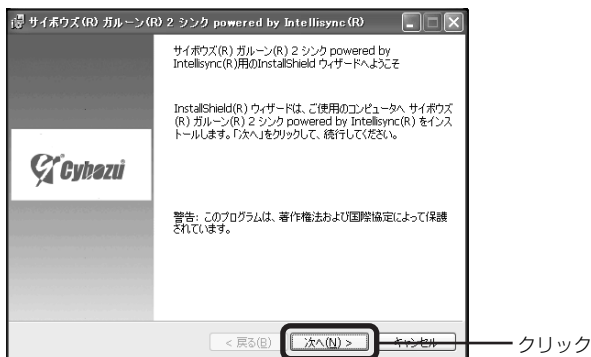 サイボウズ(R) ガルーン(R) 2 シンク powered by Intellisync(R)
サイボウズ(R) ガルーン(R) 2 シンク powered by
Intellisync(R)用のInstallShield ウィザードへようこそ
InstallShield(R) ウィザードは、ご使用のコンピュータへ サイボウズ
(R) ガルーン(R) 2 シンク powered by Intellisync(R) をインス
トールします。「次へ」をクリックして、続行してください。
Cybozu
警告: このプログラムは、著作権法および国際協定によって保護
されています。
< 戻る(B)
次へ(N) >
キャンセル
クリック